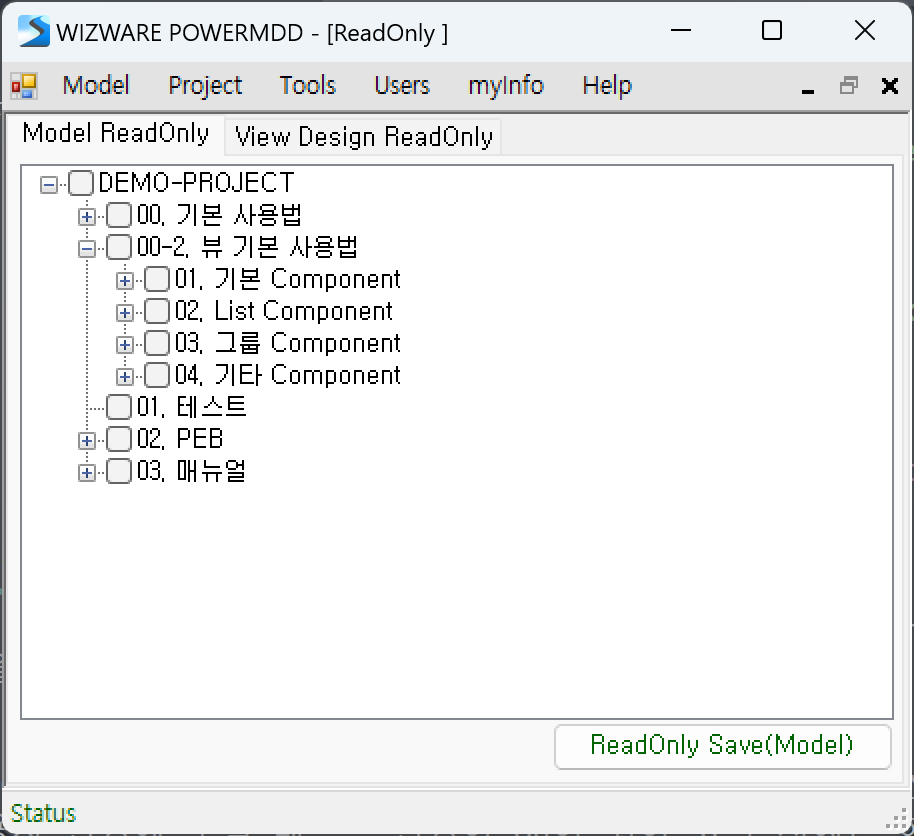 WIZWARE POWERMDD - [ReadOnly ]
Model Project Tools Users myInfo Help
Model ReadOnly View Design ReadOnly
DEMO-PROJECT
00. 기본 사용법
00-2. 뷰 기본 사용법
01. 기본 Component
02. List Component
03. 그룹 Component
04. 기타 Component
01. 테스트
02. PEB
03. 매뉴얼
ReadOnly Save(Model)
Status